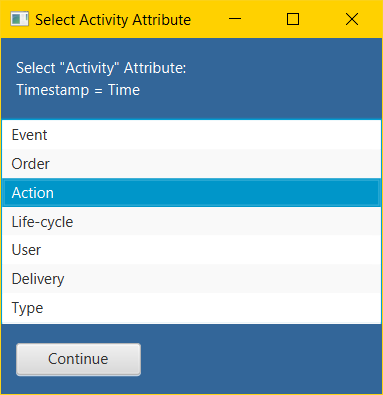 Select Activity Attribute
Select "Activity" Attribute:
Timestamp = Time
Event
Order
Action
Life-cycle
User
Delivery
Type
Continue